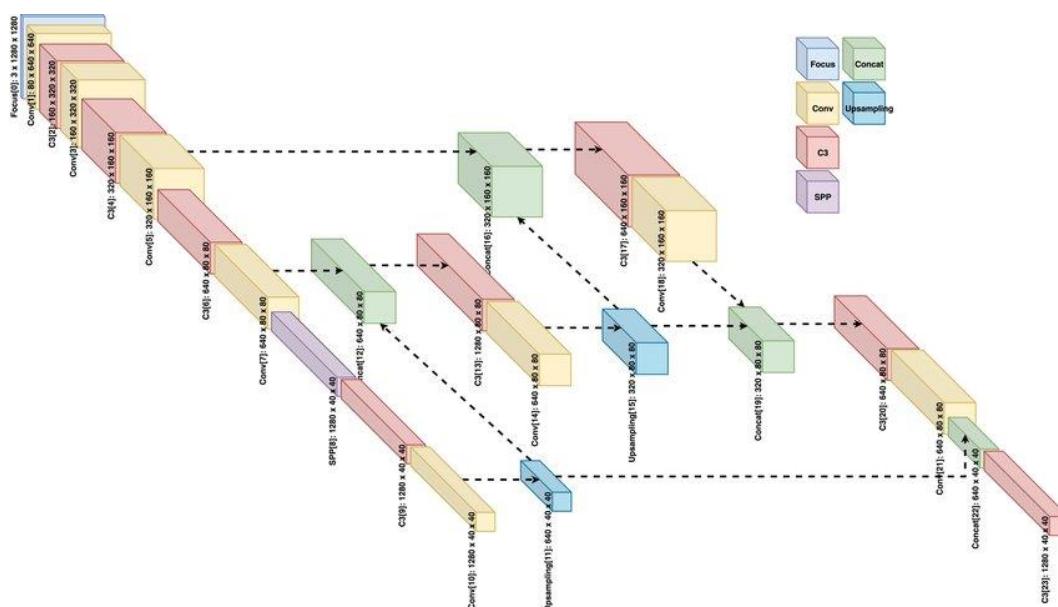 Focus[0]: 3 x 1280 x 1280
Conv[1]: 80 x 640 x 640
C3[2]: 160 x 320 x 320
Conv[3]: 160 x 320 x 320
C3[4]: 320 x 160 x 160
Conv[5]: 320 x 160 x 160
C3[6]: 640 x 80 x 80
Conv[7]: 640 x 80 x 80
SPP[8]: 1280 x 40 x 40
C3[9]: 1280 x 40 x 40
Conv[10]: 1280 x 40 x 40
Upsampling[11]: 640 x 40 x 40
ncat[12]: 640 x 80 x 80
C3[13]: 1280 x 80 x 80
Conv[14]: 640 x 80 x 80
Upsampling[15]: 320 x 80 x 80
Concat[16]: 320 x 160 x 160
C3[17]: 640 x 160 x 160
Conv[18]: 320 x 160 x 160
Concat[19]: 320 x 80 x 80
C3[20]: 640 x 80 x 80
Conv[21]: 640 x 80 x 80
Concat[22]: 640 x 40 x 40
C3[23]: 1280 x 40 x 40
Focus
Concat
Conv
Upsampling
C3
SPP